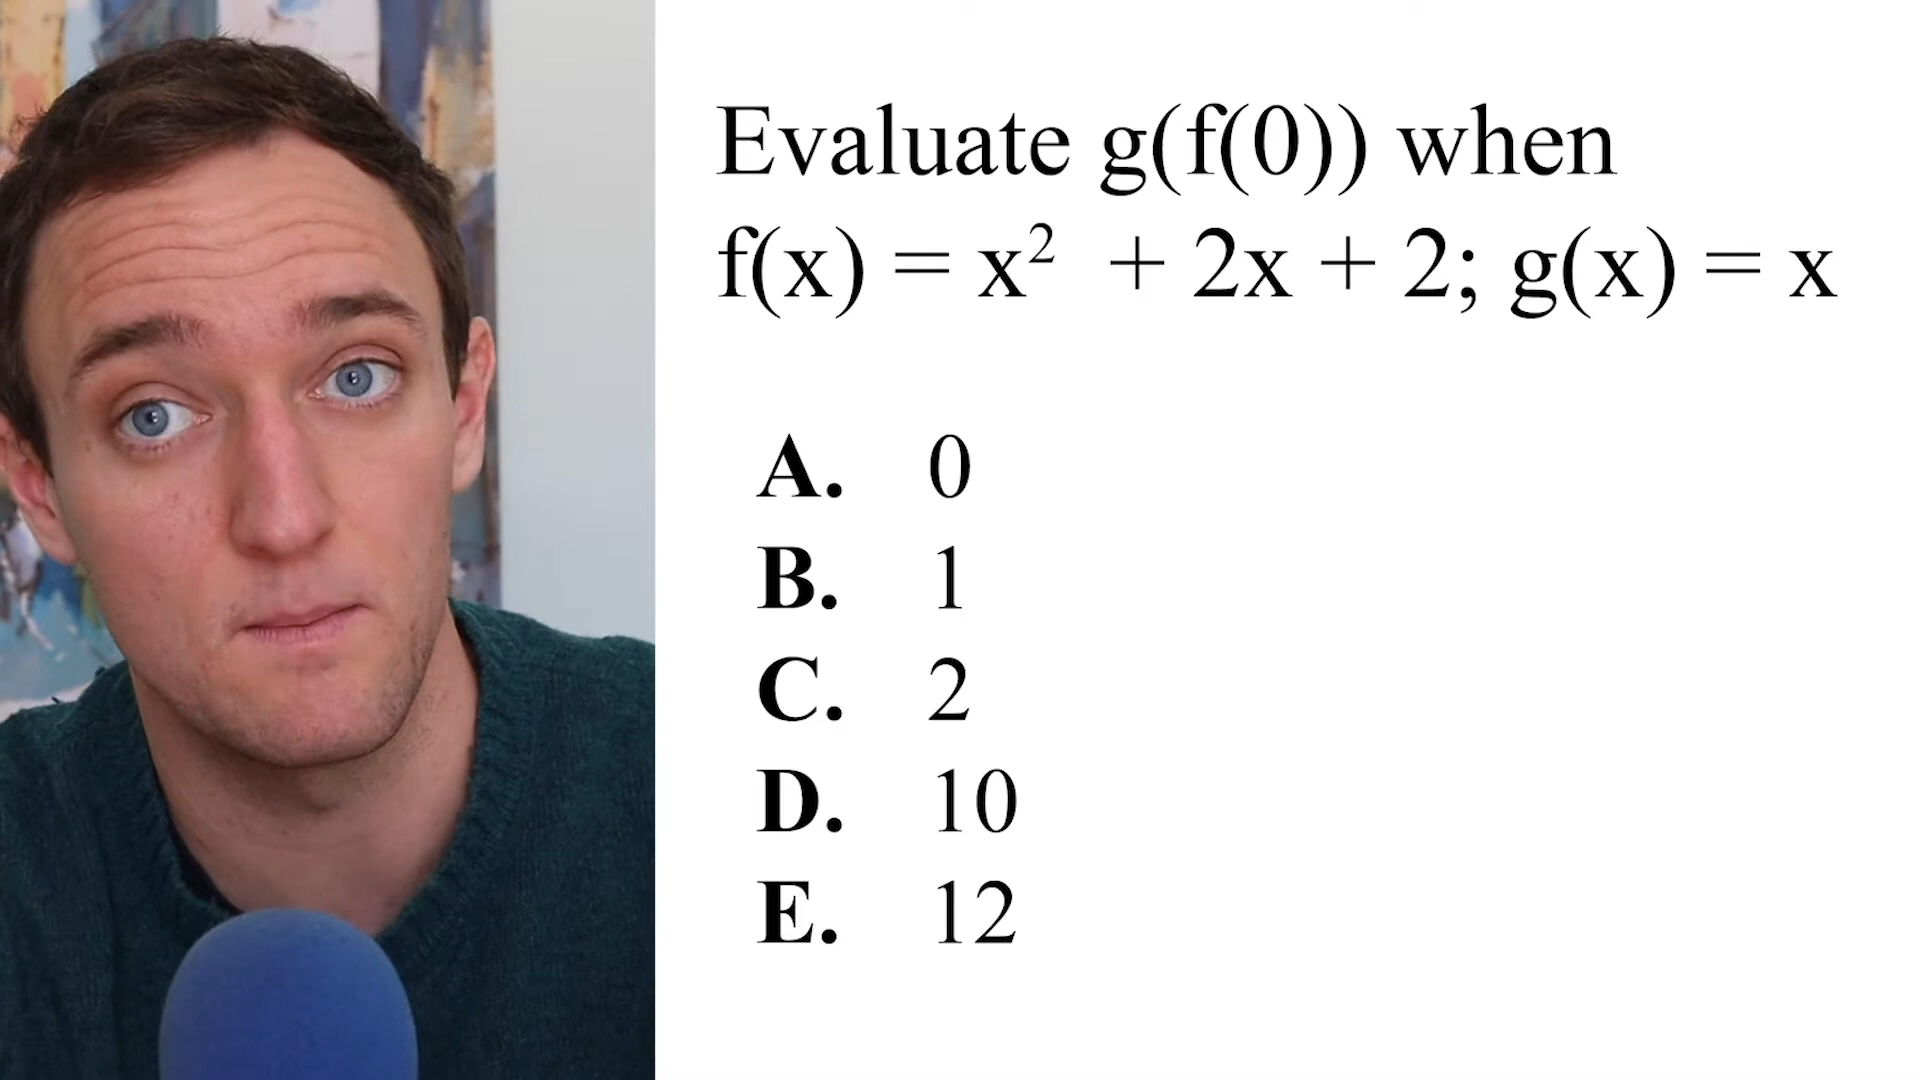 Evaluate g(f(0)) when
f(x) = x² + 2x + 2; g(x) = x
A. 0
B. 1
C. 2
D. 10
E. 12